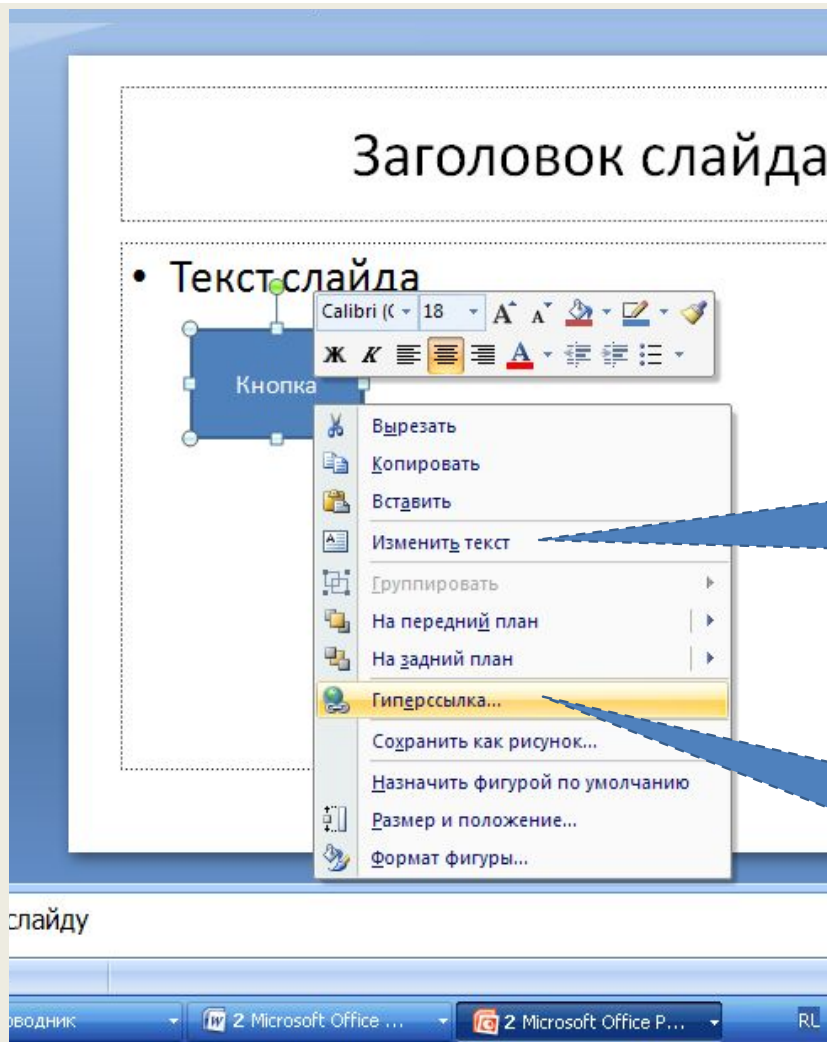 Заголовок слайда
• Текст слайда
Calibri (С 18
Ж К
Кнопка
Вырезать
Копировать
Вставить
Изменить текст
Группировать
На передний план
На задний план
Гиперссылка...
Сохранить как рисунок...
Назначить фигурой по умолчанию
Размер и положение...
Формат фигуры...
слайду
2 Microsoft Office ...
2 Microsoft Office P...
RL